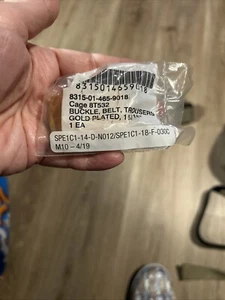 8315014659018
8315-01-465-9018
Cage 8T532
BUCKLE, BELT, TROUSERS
GOLD PLATED,
1 EA
SPE1C1-14-D-N012/SPE1C1-18-F-030C
M10 - 4/19